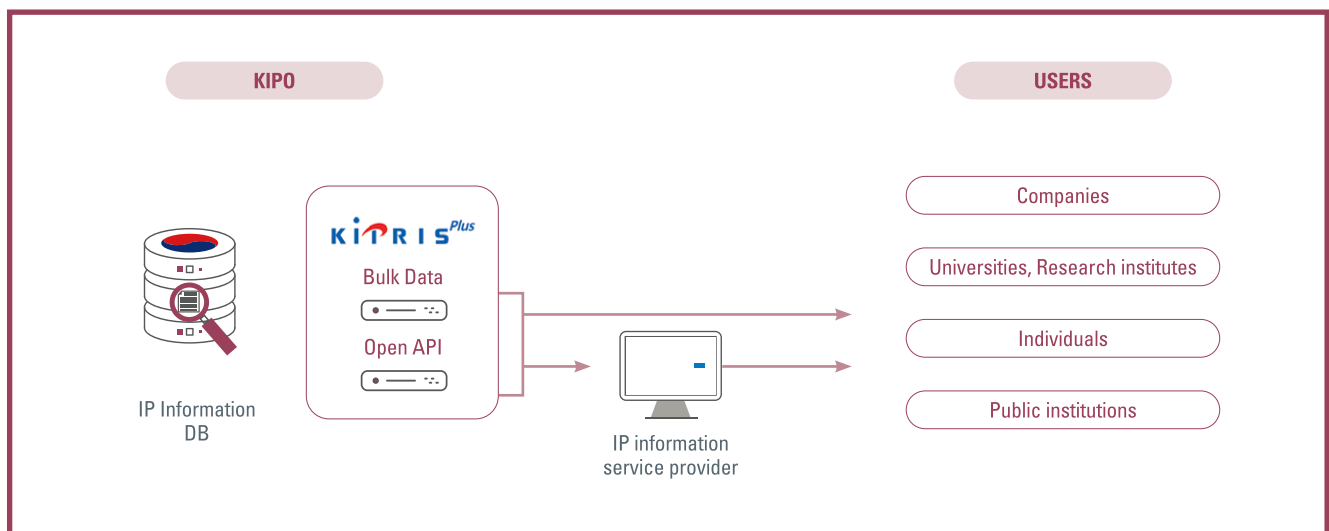 KIPO
USERS
KIPRIS Plus
Bulk Data
Open API
IP Information
DB
IP information
service provider
Companies
Universities, Research institutes
Individuals
Public institutions